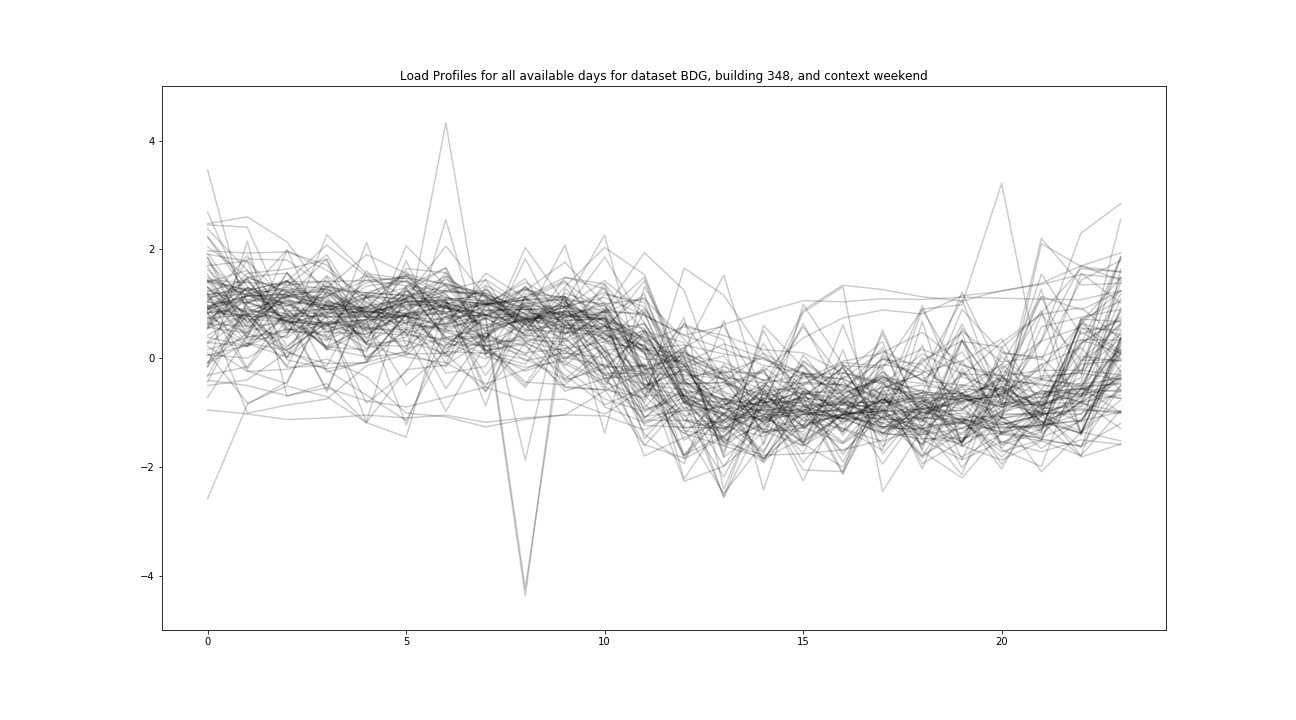 Load Profiles for all available days for dataset BDG, building 348, and context weekend
4
2
0
−2
−4
0 5 10 15 20